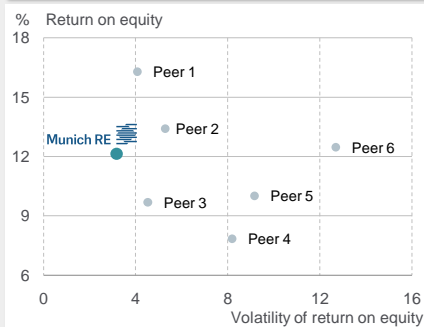 % Return on equity
18
Peer 1
15
Peer 2
Munich RE
Peer 6
12
Peer 3
Peer 5
9
Peer 4
6
0 4 8 12 16
Volatility of return on equity